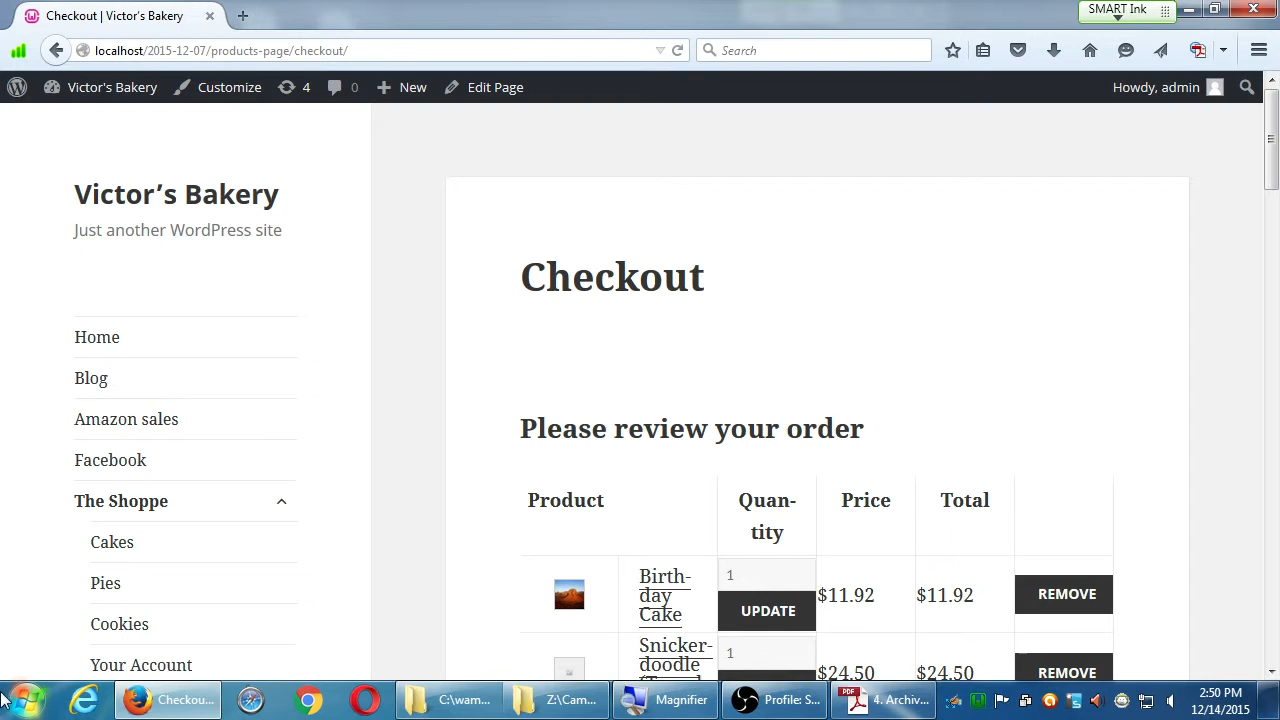 Checkout | Victor's Bakery
SMART Ink
localhost/2015-12-07/products-page/checkout/
Search
Victor's Bakery
Customize
4
0
New
Edit Page
Howdy, admin
Victor's Bakery
Just another WordPress site
Home
Blog
Amazon sales
Facebook
The Shoppe
Cakes
Pies
Cookies
Your Account
Checkout
Please review your order
Product
Quan-
tity
Price
Total
Birth-
day
Cake
1
UPDATE
$11.92
$11.92
REMOVE
Snicker-
doodle
1
$24.50
$24.50
REMOVE
Checkou...
C:\wam...
Z:\Cam...
Magnifier
Profile: S...
PDF
4. Archiv...
2:50 PM
12/14/2015